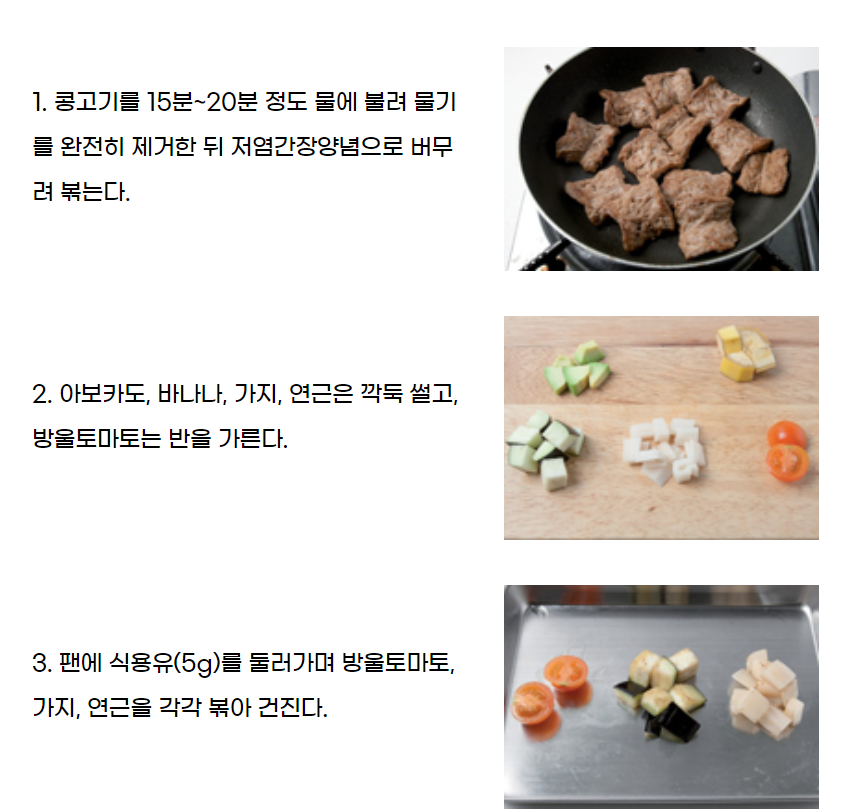 1. 콩고기를 15분~20분 정도 물에 불려 물기
를 완전히 제거한 뒤 저염간장양념으로 버무
려 볶는다.
2. 아보카도, 바나나, 가지, 연근은 깍둑 썰고,
방울토마토는 반을 가른다.
3. 팬에 식용유(5g)를 둘러가며 방울토마토,
가지, 연근을 각각 볶아 건진다.